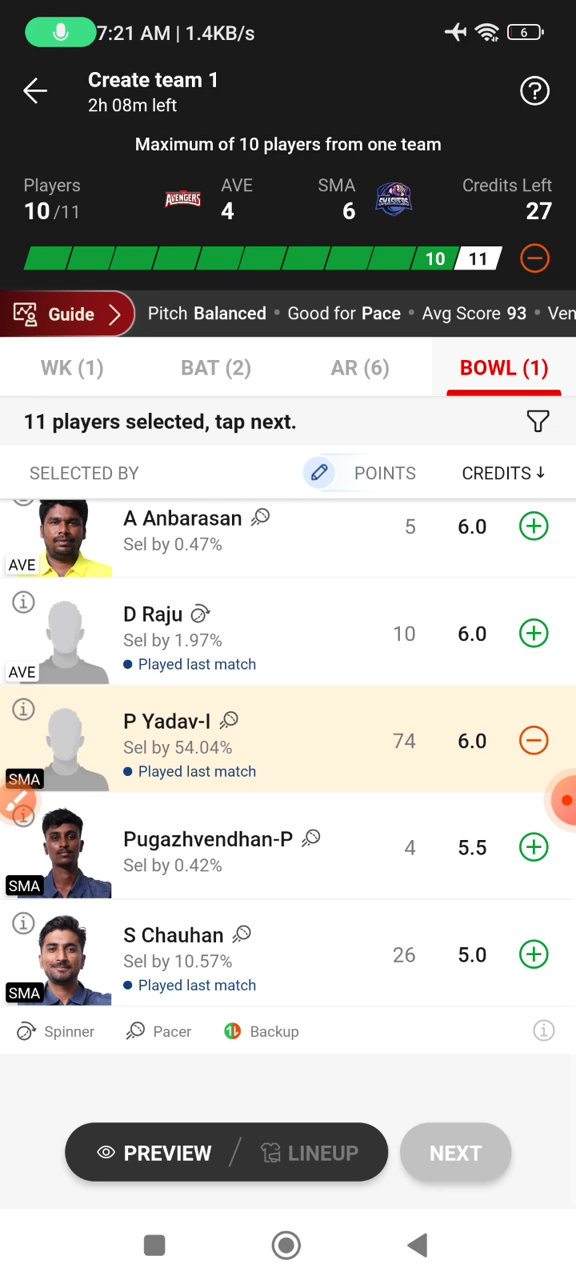 7:21 AM | 1.4KB/s
6
Create team 1
2h 08m left
?
Maximum of 10 players from one team
Players
10 /11
AVENGERS
AVE
4
SMA
6
SMASHERS
Credits Left
27
10
11
Guide
Pitch Balanced • Good for Pace • Avg Score 93 • Ven
WK (1)
BAT (2)
AR (6)
BOWL (1)
11 players selected, tap next.
SELECTED BY
POINTS
CREDITS ↓
A Anbarasan
Sel by 0.47%
AVE
5
6.0
D Raju
Sel by 1.97%
• Played last match
AVE
10
6.0
P Yadav-I
Sel by 54.04%
• Played last match
SMA
74
6.0
Pugazhvendhan-P
Sel by 0.42%
SMA
4
5.5
S Chauhan
Sel by 10.57%
• Played last match
SMA
26
5.0
Spinner
Pacer
Backup
PREVIEW / LINEUP
NEXT